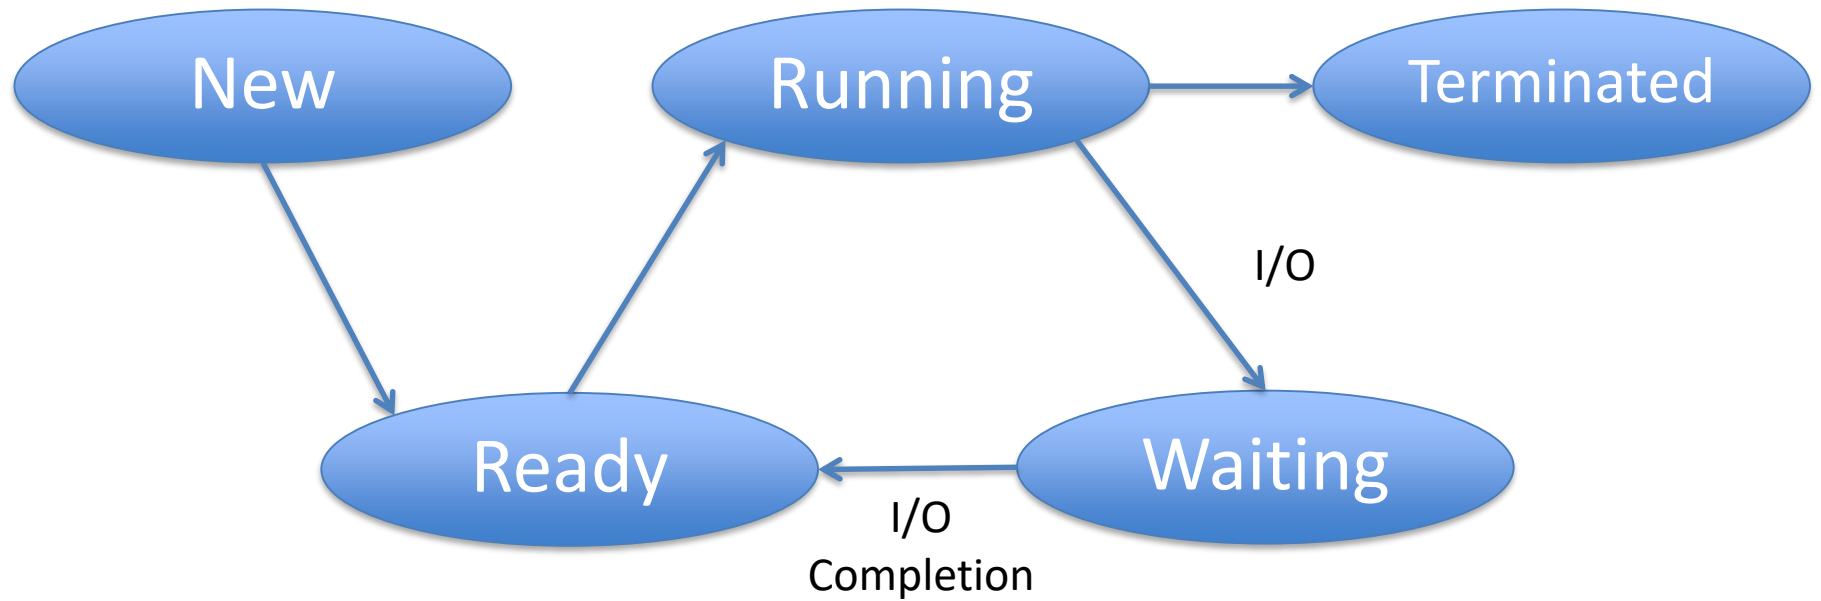 New
Running
Terminated
I/O
Ready
Waiting
I/O
Completion